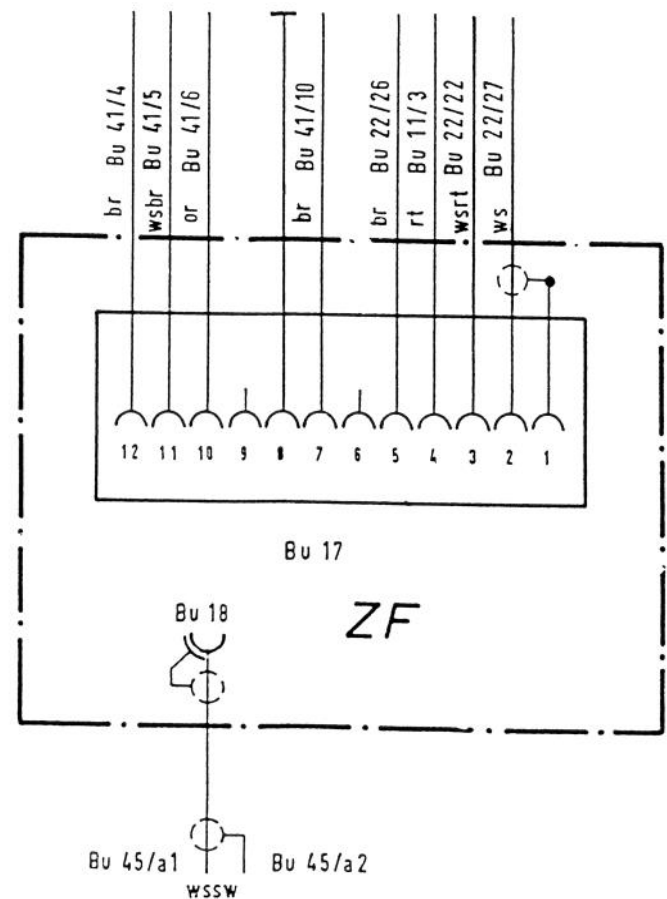 br Bu 41/4
wsbr Bu 41/5
or Bu 41/6
br Bu 41/10
br Bu 22/26
rt Bu 11/3
wsrt Bu 22/22
ws Bu 22/27
12 11 10 9 8 7 6 5 4 3 2 1
Bu 17
Bu 18
ZF
Bu 45/a1 Bu 45/a2
wssw